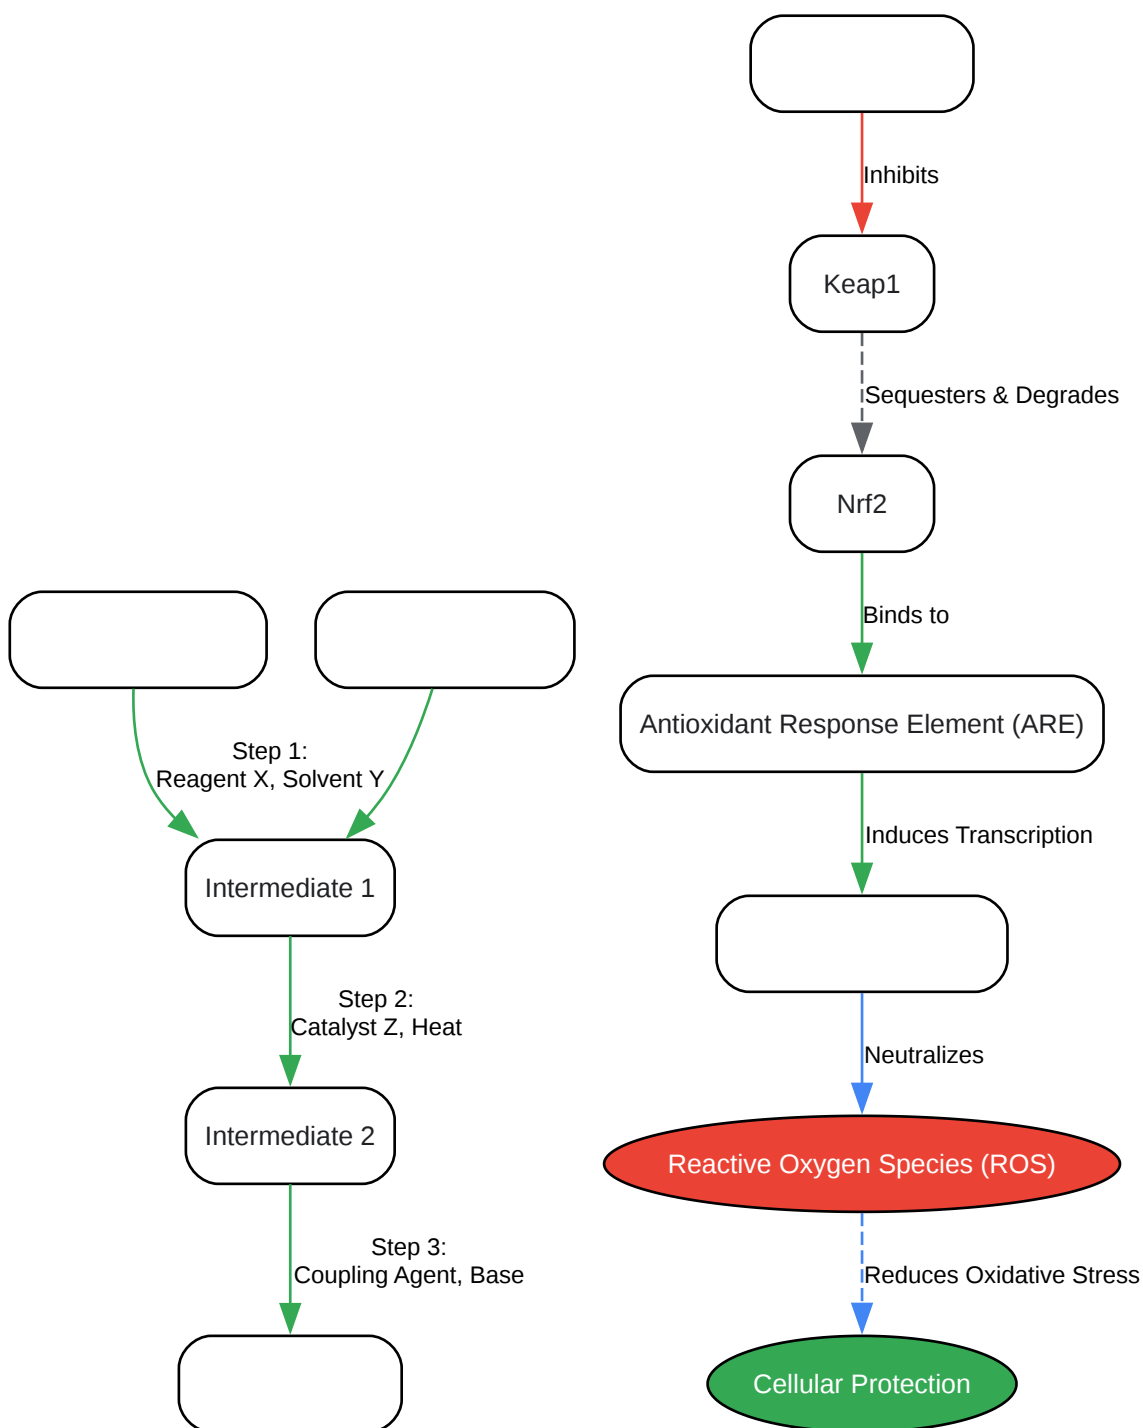 Inhibits
Keap1
Sequesters & Degrades
Nrf2
Binds to
Antioxidant Response Element (ARE)
Induces Transcription
Neutralizes
Reactive Oxygen Species (ROS)
Reduces Oxidative Stress
Cellular Protection
Step 1:
Reagent X, Solvent Y
Intermediate 1
Step 2:
Catalyst Z, Heat
Intermediate 2
Step 3:
Coupling Agent, Base